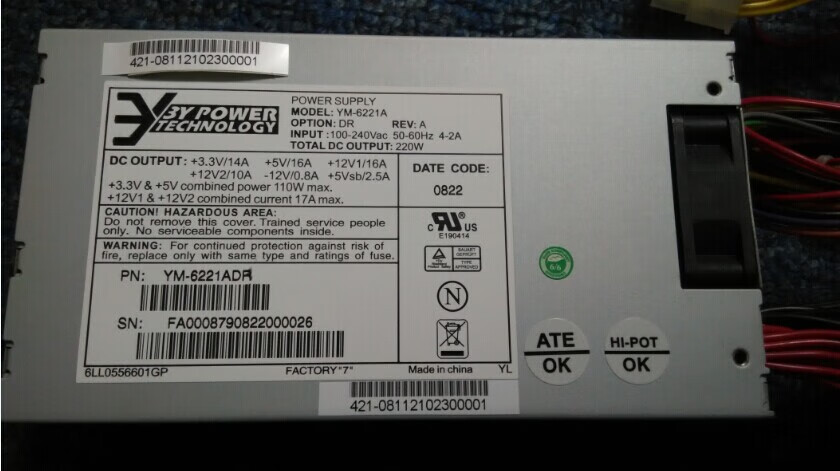 421-08112102300001
3Y POWER
TECHNOLOGY
POWER SUPPLY
MODEL: YM-6221A
OPTION: DR REV: A
INPUT :100-240Vac 50-60Hz 4-2A
TOTAL DC OUTPUT: 220W
DC OUTPUT: +3.3V/14A +5V/16A +12V1/16A
+12V2/10A -12V/0.8A +5Vsb/2.5A
+3.3V & +5V combined power 110W max.
+12V1 & +12V2 combined current 17A max.
DATE CODE:
0822
CAUTION! HAZARDOUS AREA:
Do not remove this cover. Trained service people
only. No serviceable components inside.
WARNING: For continued protection against risk of
fire, replace only with same type and ratings of fuse.
c RU ® US
E190414
TYPE
APPROVED
N
PN: YM-6221ADR
SN: FA0008790822000026
6LL0556601GP FACTORY"7" Made in china YL
ATE
OK
HI-POT
OK
421-08112102300001